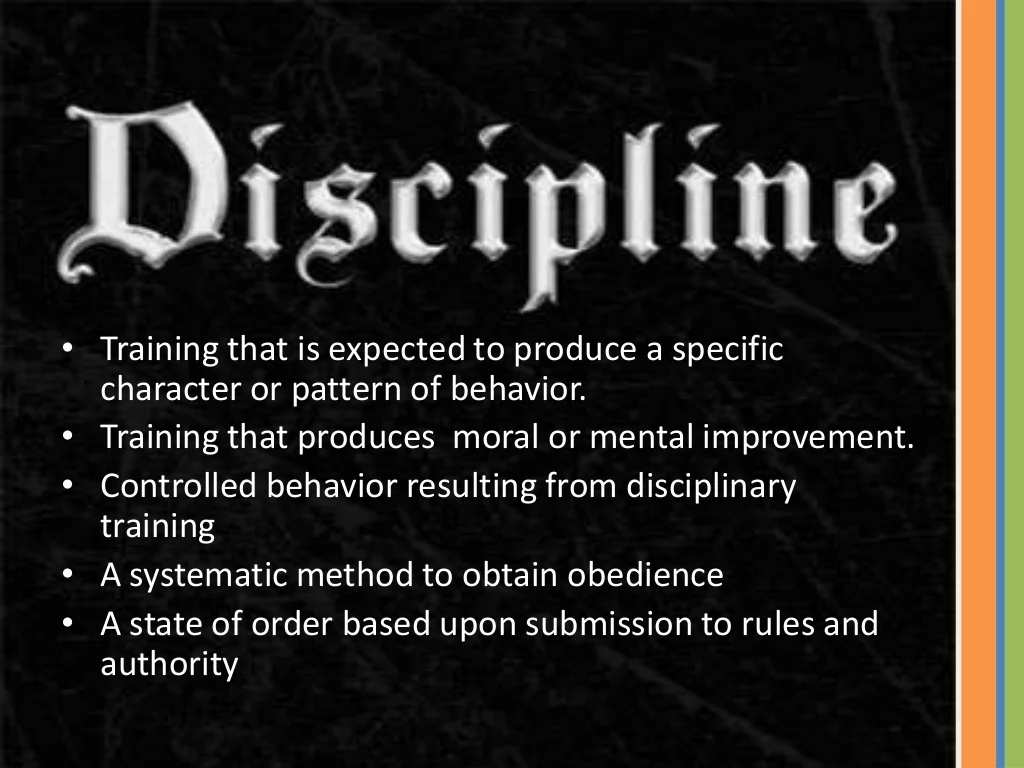 Discipline
• Training that is expected to produce a specific
character or pattern of behavior.
• Training that produces  moral or mental improvement.
• Controlled behavior resulting from disciplinary
training
• A systematic method to obtain obedience
• A state of order based upon submission to rules and
authority